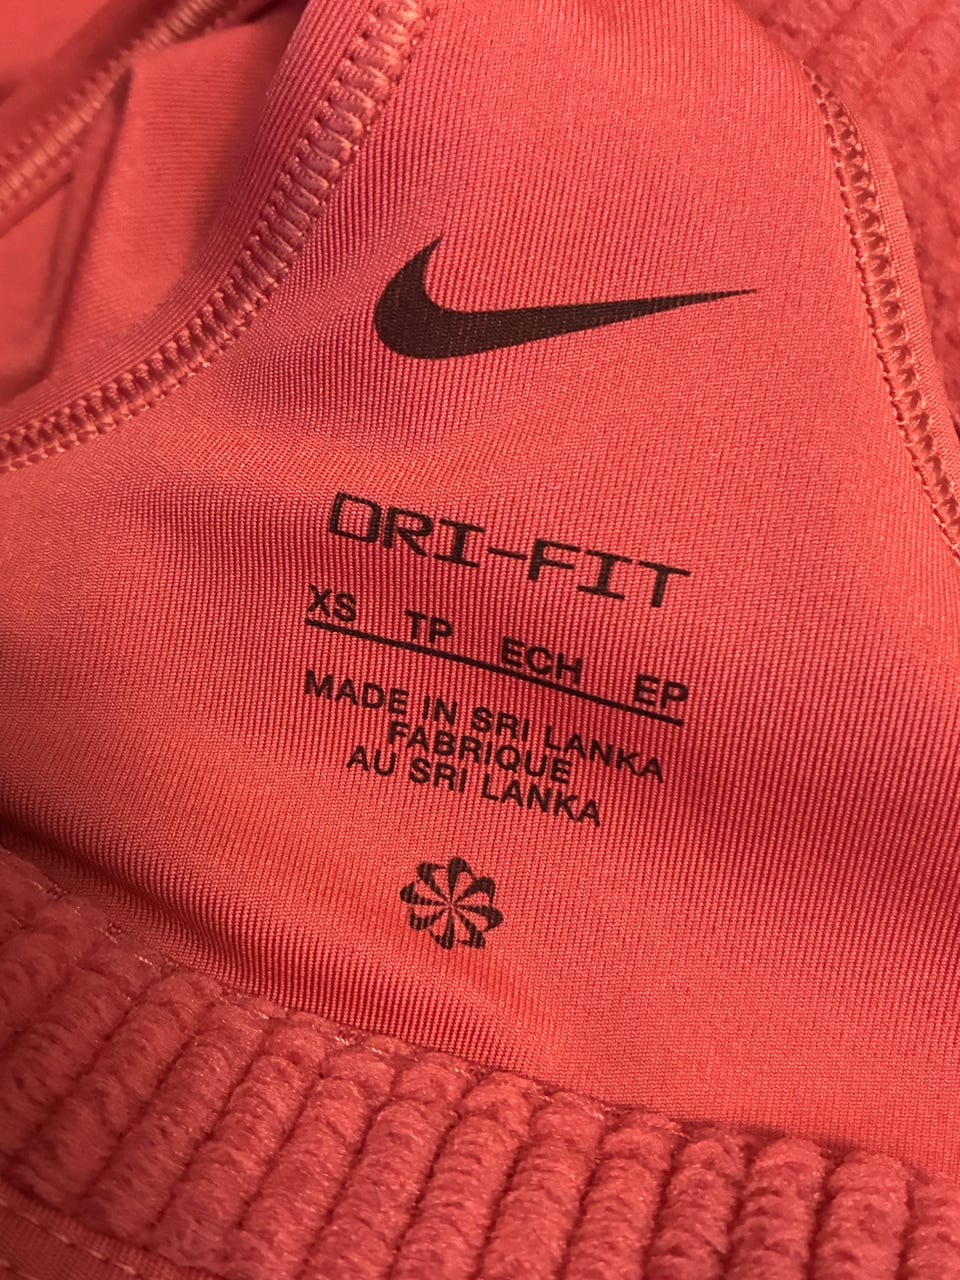 DRI-FIT
XS TP ECH EP
MADE IN SRI LANKA
FABRIQUE
AU SRI LANKA